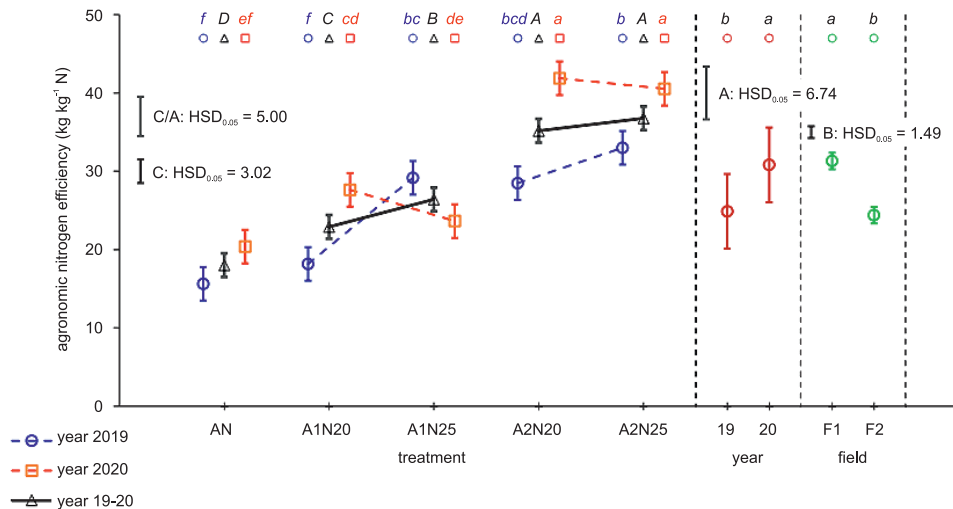 f D ef f C cd bc B de bcd A a b A a b a a b
50
40
30
20
10
0
agronomic nitrogen efficiency (kg kg⁻¹ N)
C/A: HSD₀.₀₅ = 5.00
C: HSD₀.₀₅ = 3.02
A: HSD₀.₀₅ = 6.74
B: HSD₀.₀₅ = 1.49
AN A1N20 A1N25 A2N20 A2N25 19 20 F1 F2
treatment year field
year 2019
year 2020
year 19-20